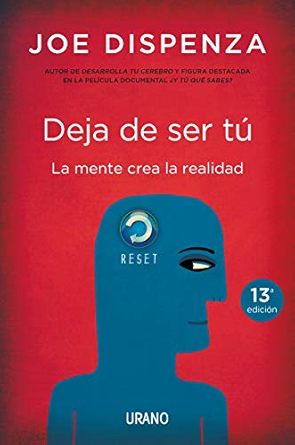 JOE DISPENZA
AUTOR DE DESARROLLA TU CEREBRO Y FIGURA DESTACADA
EN LA PELÍCULA DOCUMENTAL ¿Y TÚ QUÉ SABES?
Deja de ser tú
La mente crea la realidad
RESET
13ª
edición
URANO